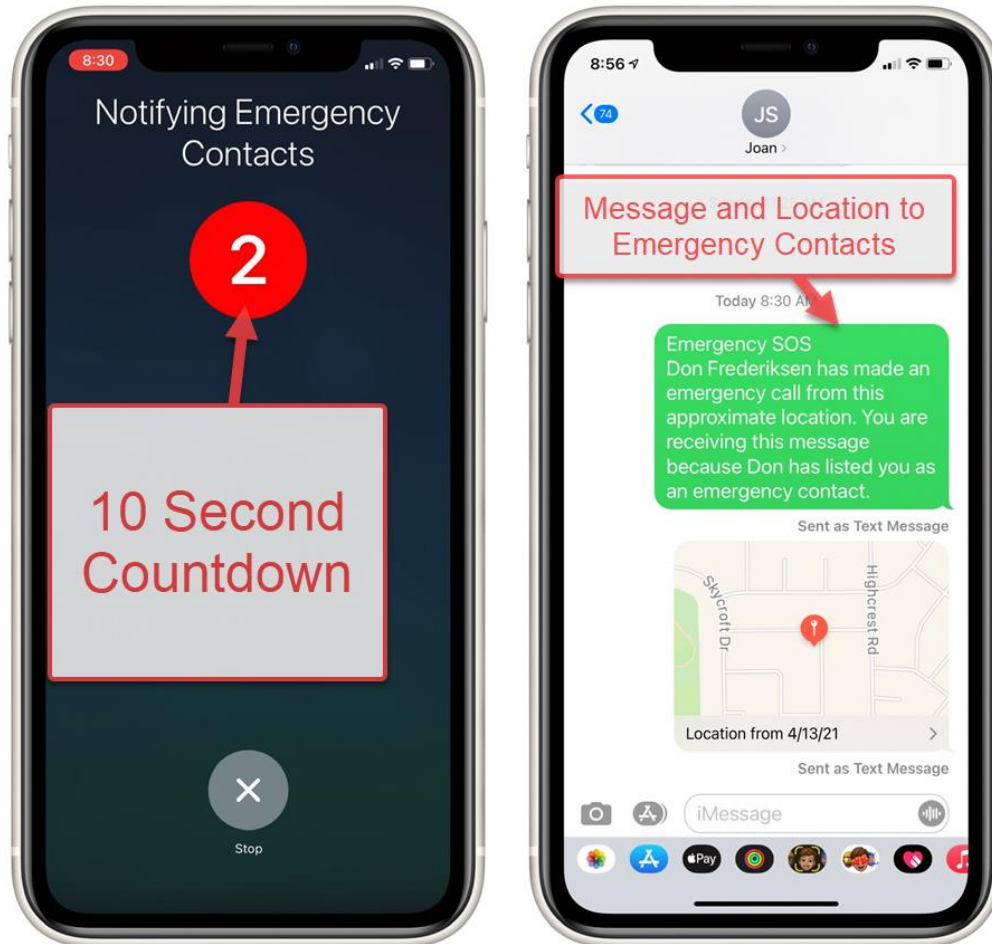 8:30
Notifying Emergency
Contacts
2
10 Second
Countdown
Stop
8:56
74
JS
Joan >
Message and Location to
Emergency Contacts
Today 8:30 AM
Emergency SOS
Don Frederiksen has made an
emergency call from this
approximate location. You are
receiving this message
because Don has listed you as
an emergency contact.
Sent as Text Message
Skycroft Dr
Highcrest Rd
Location from 4/13/21 >
Sent as Text Message
iMessage
Pay